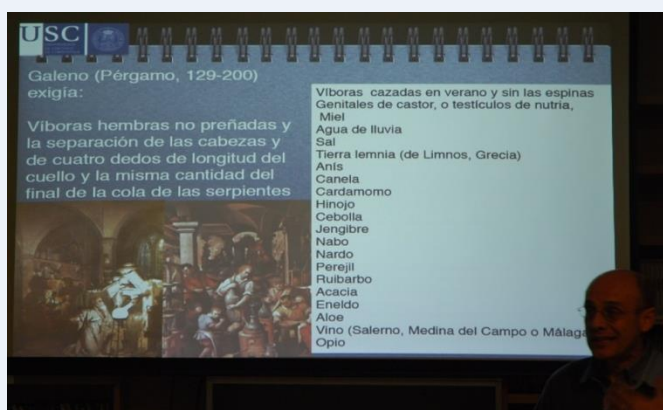 USC
Galeno (Pérgamo, 129-200)
exigía:
Víboras hembras no preñadas y
la separación de las cabezas y
de cuatro dedos de longitud del
cuello y la misma cantidad del
final de la cola de las serpientes
Víboras cazadas en verano y sin las espinas
Genitales de castor, o testículos de nutria,
Miel
Agua de lluvia
Sal
Tierra lemnia (de Limnos, Grecia)
Anís
Canela
Cardamomo
Hinojo
Cebolla
Jengibre
Nabo
Nardo
Perejil
Ruibarbo
Acacia
Eneldo
Aloe
Vino (Salerno, Medina del Campo o Málaga
Opio